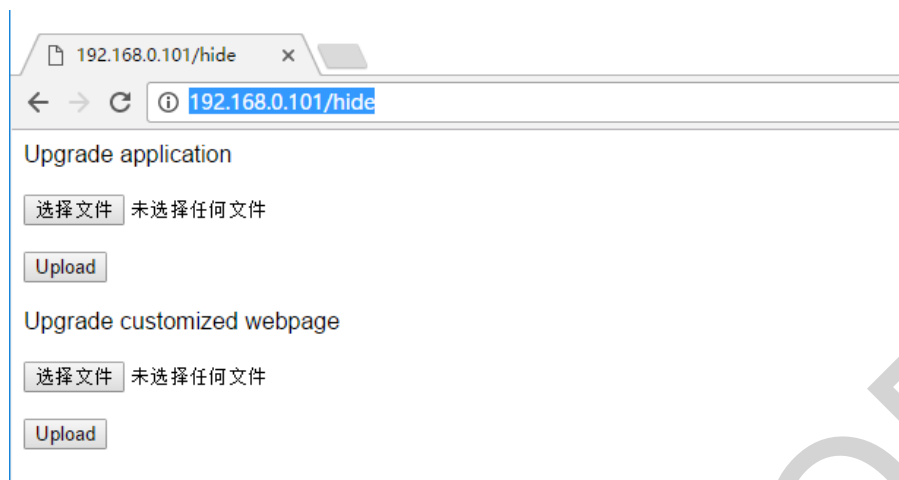 192.168.0.101/hide
192.168.0.101/hide
Upgrade application
选择文件 未选择任何文件
Upload
Upgrade customized webpage
选择文件 未选择任何文件
Upload